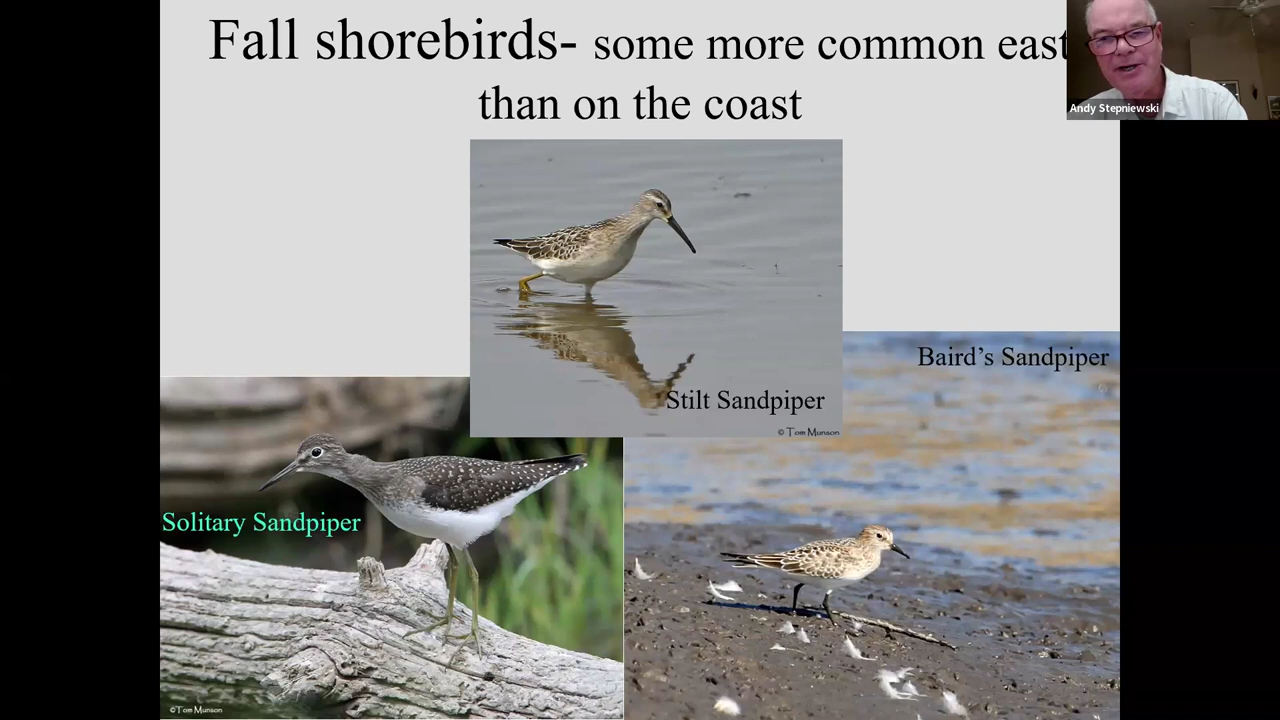 Fall shorebirds- some more common east
than on the coast
Andy Stepniewski
Baird’s Sandpiper
Stilt Sandpiper
© Tom Munson
Solitary Sandpiper
© Tom Munson